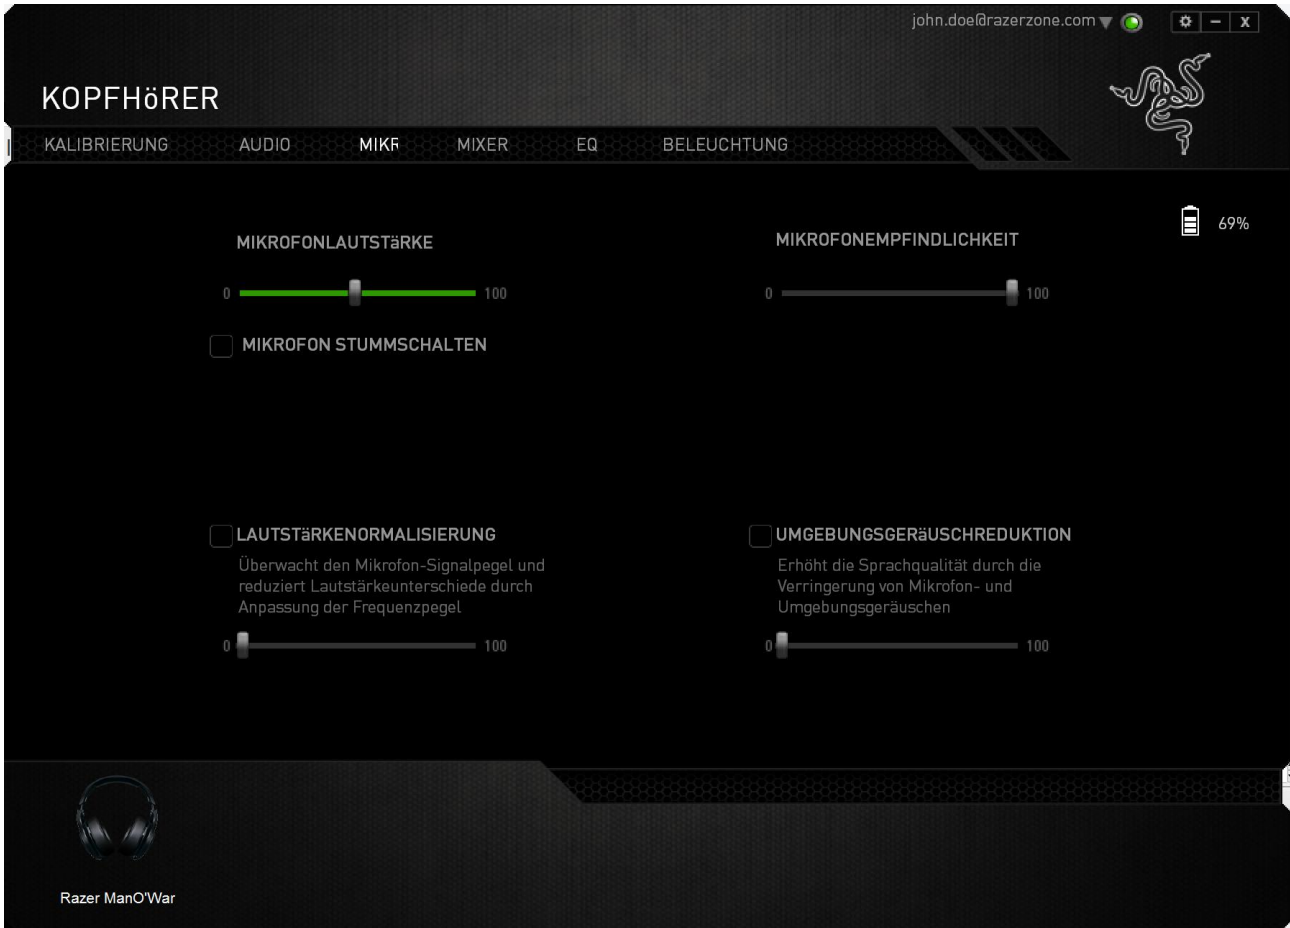 john.doe@razerzone.com
KOPFHöRER
KALIBRIERUNG AUDIO MIKR MIXER EQ BELEUCHTUNG
69%
MIKROFONLAUTSTäRKE
0 100
MIKROFON STUMMSCHALTEN
MIKROFONEMPFINDLICHKEIT
0 100
LAUTSTäRKENORMALISIERUNG
Überwacht den Mikrofon-Signalpegel und
reduziert Lautstärkeunterschiede durch
Anpassung der Frequenzpegel
0 100
UMGEBUNGSGERäUSCHREDUKTION
Erhöht die Sprachqualität durch die
Verringerung von Mikrofon- und
Umgebungsgeräuschen
0 100
Razer ManO'War